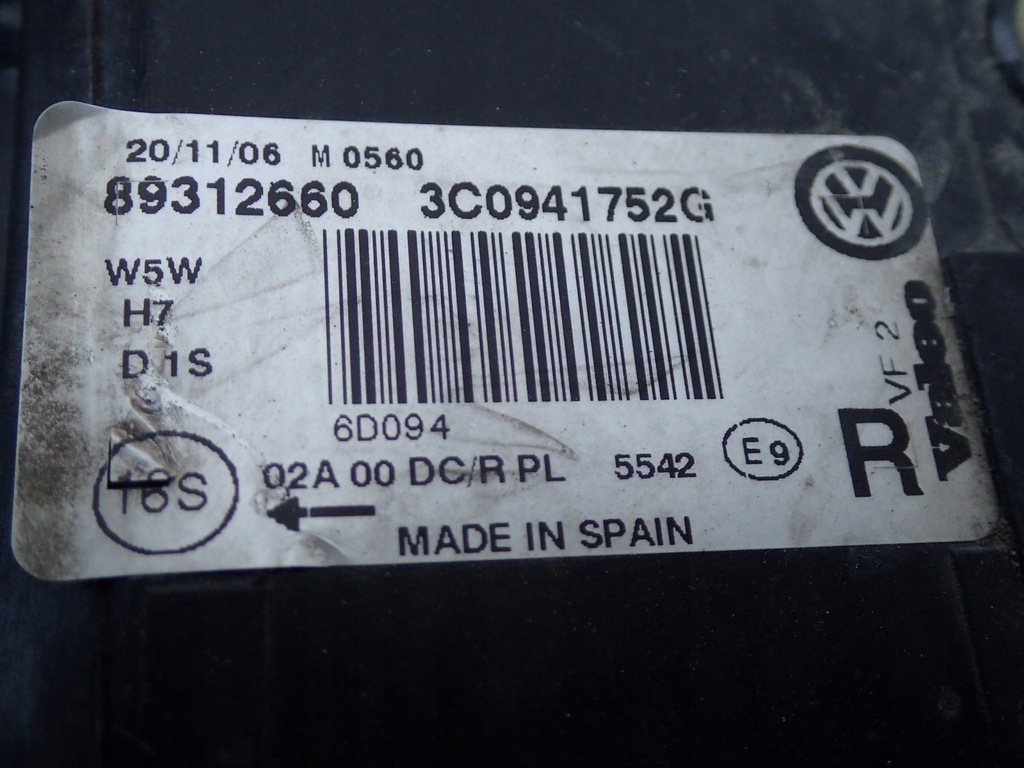 20/11/06 M 0560
89312660 3C0941752G
W5W
H7
D1S
6D094
16S
02A 00 DC/R PL 5542 E9
MADE IN SPAIN
R
VF 2
Valeo